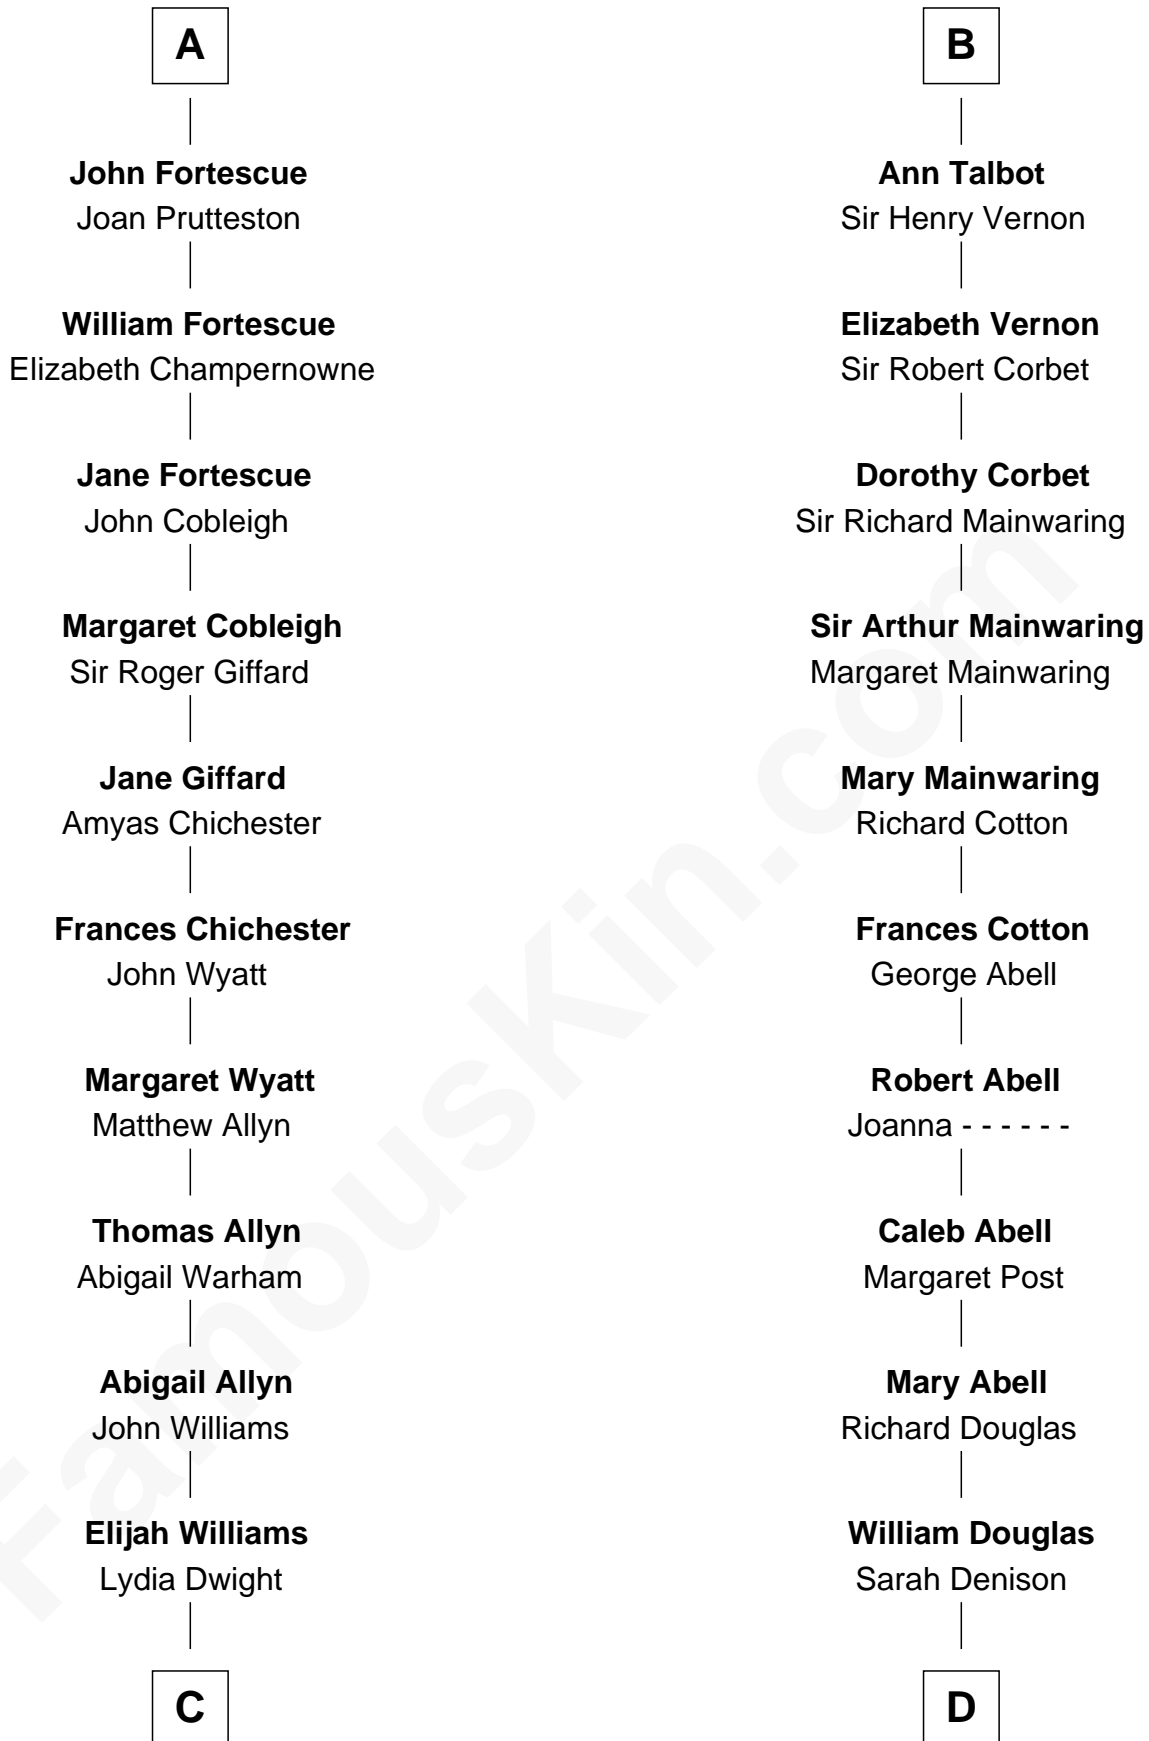 A
John Fortescue
Joan Prutteston
William Fortescue
Elizabeth Champernowne
Jane Fortescue
John Cobleigh
Margaret Cobleigh
Sir Roger Giffard
Jane Giffard
Amyas Chichester
Frances Chichester
John Wyatt
Margaret Wyatt
Matthew Allyn
Thomas Allyn
Abigail Warham
Abigail Allyn
John Williams
Elijah Williams
Lydia Dwight
C
B
Ann Talbot
Sir Henry Vernon
Elizabeth Vernon
Sir Robert Corbet
Dorothy Corbet
Sir Richard Mainwaring
Sir Arthur Mainwaring
Margaret Mainwaring
Mary Mainwaring
Richard Cotton
Frances Cotton
George Abell
Robert Abell
Joanna - - - - - -
Caleb Abell
Margaret Post
Mary Abell
Richard Douglas
William Douglas
Sarah Denison
D
FamousKin.com